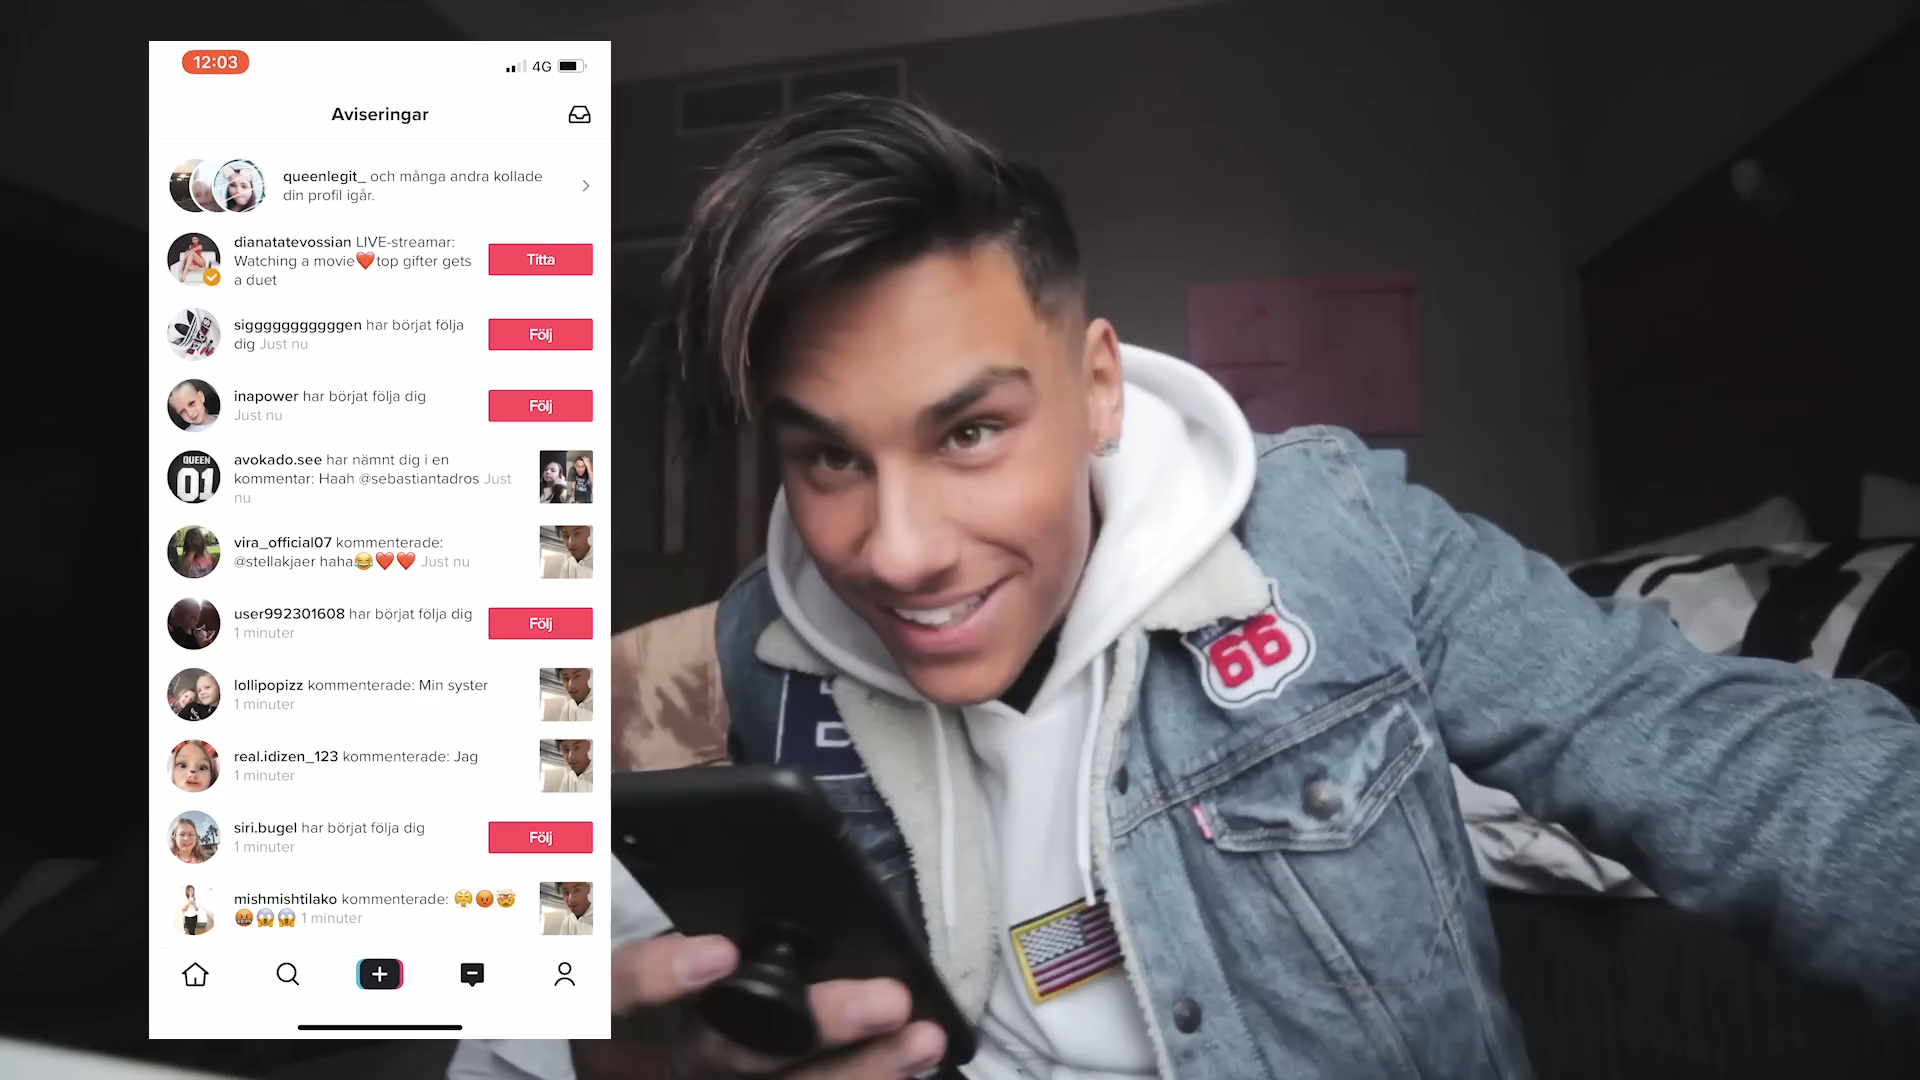 12:03
4G
Aviseringar
queenlegit_ och många andra kollade
din profil igår.
dianatatevossian LIVE-streamar:
Watching a movie❤️top gifter gets
a duet
Titta
sigggggggggggen har börjat följa
dig Just nu
Följ
inapower har börjat följa dig
Just nu
Följ
QUEEN
01
avokado.see har nämnt dig i en
kommentar: Haah @sebastiantadros Just
nu
vira_official07 kommenterade:
@stellakjaer haha😂❤️❤️ Just nu
user992301608 har börjat följa dig
1 minuter
Följ
lollipopizz kommenterade: Min syster
1 minuter
real.idizen_123 kommenterade: Jag
1 minuter
siri.bugel har börjat följa dig
1 minuter
Följ
mishmishtilako kommenterade: 😤😡🤯
🤬😱😱 1 minuter
66